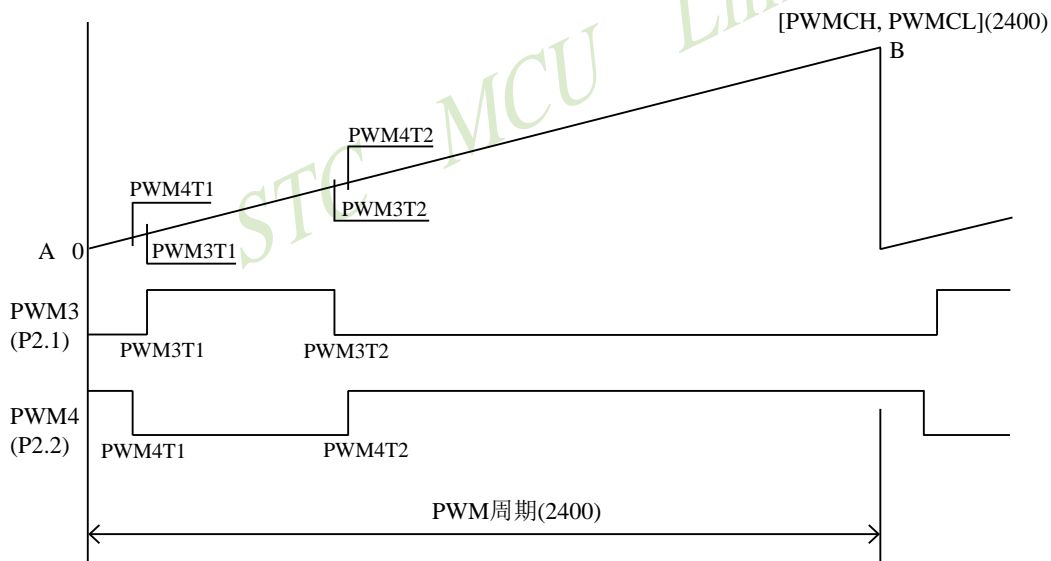 [PWMCH, PWMCL](2400)
B
STC MCU Lim
PWM4T2
PWM4T1
PWM3T2
PWM3T1
A 0
PWM3
(P2.1)
PWM3T1 PWM3T2
PWM4
(P2.2)
PWM4T1 PWM4T2
PWM周期(2400)